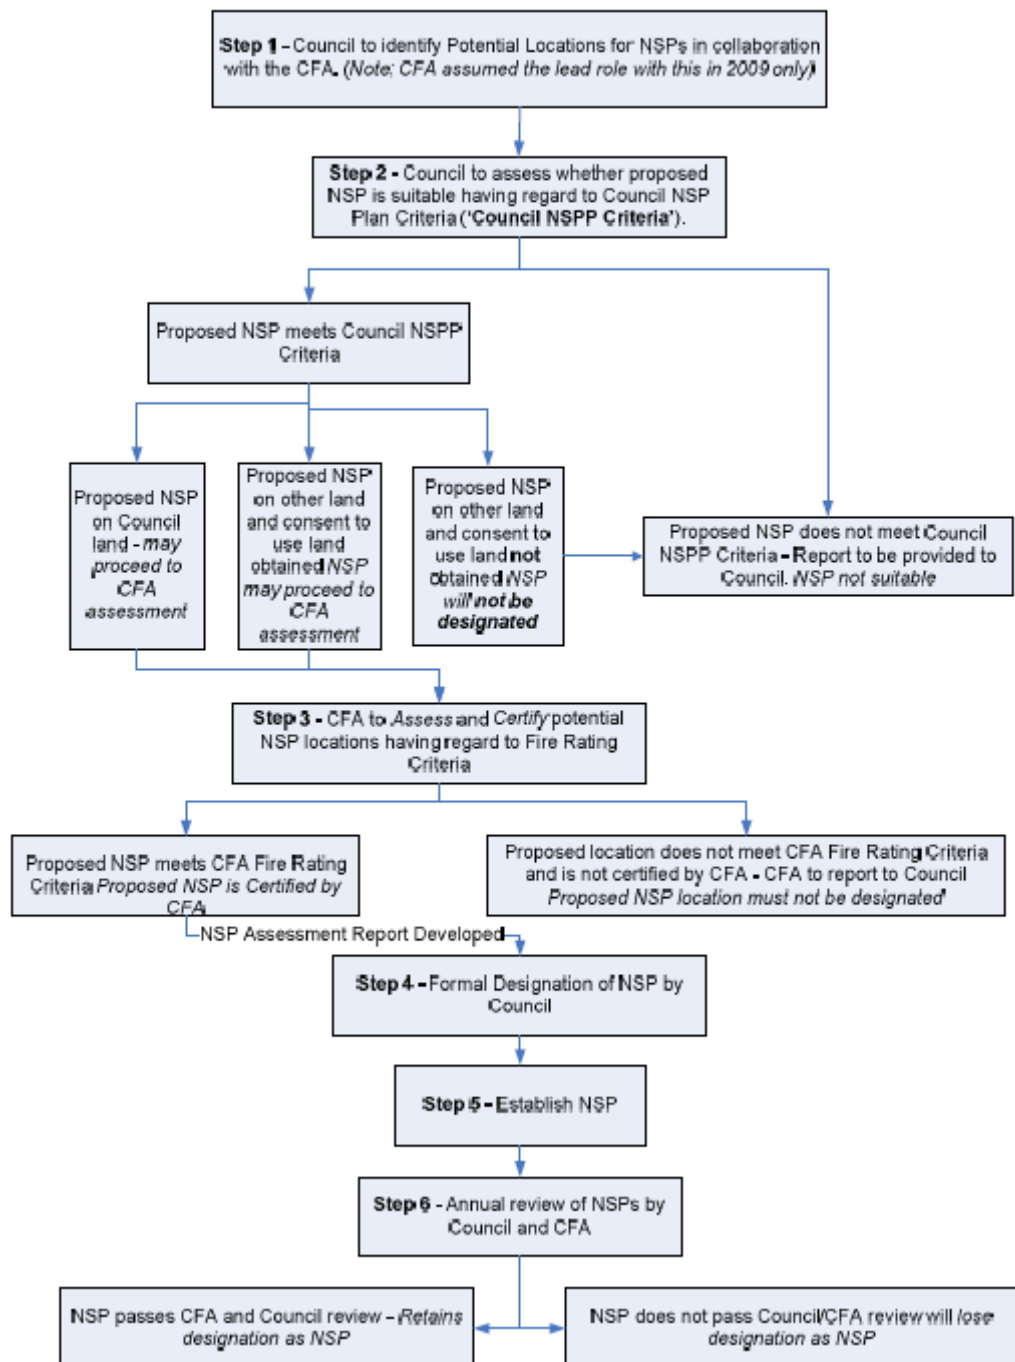 Step 1 - Council to identify Potential Locations for NSPs in collaboration
with the CFA. (Note: CFA assumed the lead role with this in 2009 only)
Step 2 - Council to assess whether proposed
NSP is suitable having regard to Council NSP
Plan Criteria ('Council NSPP Criteria').
Proposed NSP meets Council NSPP
Criteria
Proposed NSP
on Council
land - may
proceed to
CFA
assessment
Proposed NSP
on other land
and consent to
use land
obtained NSP
may proceed to
CFA
assessment
Proposed NSP
on other land
and consent to
use land not
obtained NSP
will not be
designated
Proposed NSP does not meet Council
NSPP Criteria – Report to be provided to
Council. NSP not suitable
Step 3 - CFA to Assess and Certify potential
NSP locations having regard to Fire Rating
Criteria
Proposed NSP meets CFA Fire Rating
Criteria Proposed NSP is Certified by
CFA.
Proposed location does not meet CFA Fire Rating Criteria
and is not certified by CFA - CFA to report to Council
Proposed NSP location must not be designated
NSP Assessment Report Developed
Step 4 – Formal Designation of NSP by
Council
Step 5 – Establish NSP
Step 6 - Annual review of NSPs by
Council and CFA
NSP passes CFA and Council review – Retains
designation as NSP
NSP does not pass Council/CFA review will lose
designation as NSP